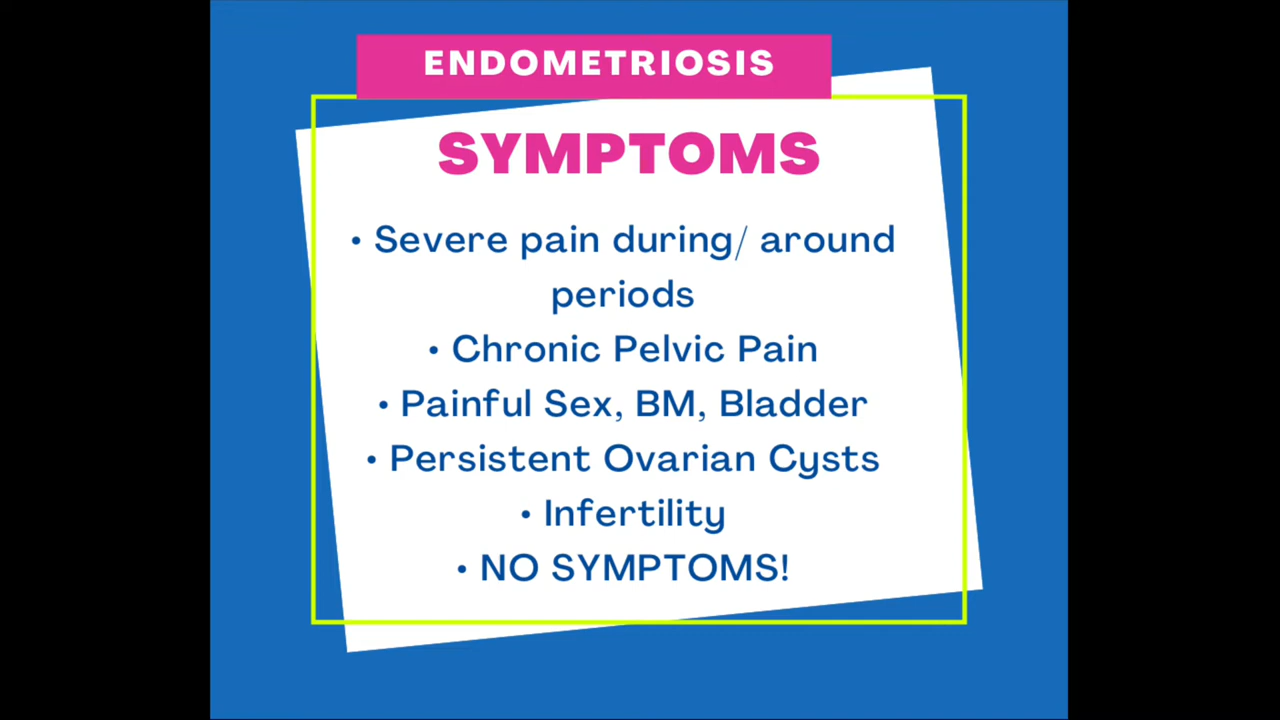 ENDOMETRIOSIS
SYMPTOMS
• Severe pain during/ around
periods
• Chronic Pelvic Pain
• Painful Sex, BM, Bladder
• Persistent Ovarian Cysts
• Infertility
• NO SYMPTOMS!